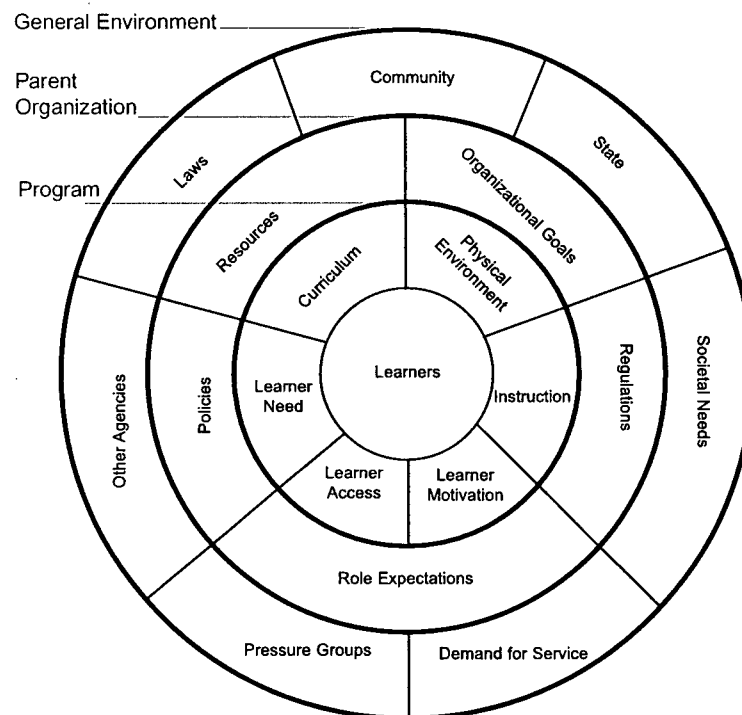 General Environment
Community
Parent
Organization
State
Laws
Organizational Goals
Program
Resources
Physical
Environment
Curriculum
Learners
Societal Needs
Regulations
Learner
Need
Instruction
Policies
Other Agencies
Learner
Access
Learner
Motivation
Role Expectations
Pressure Groups
Demand for Service